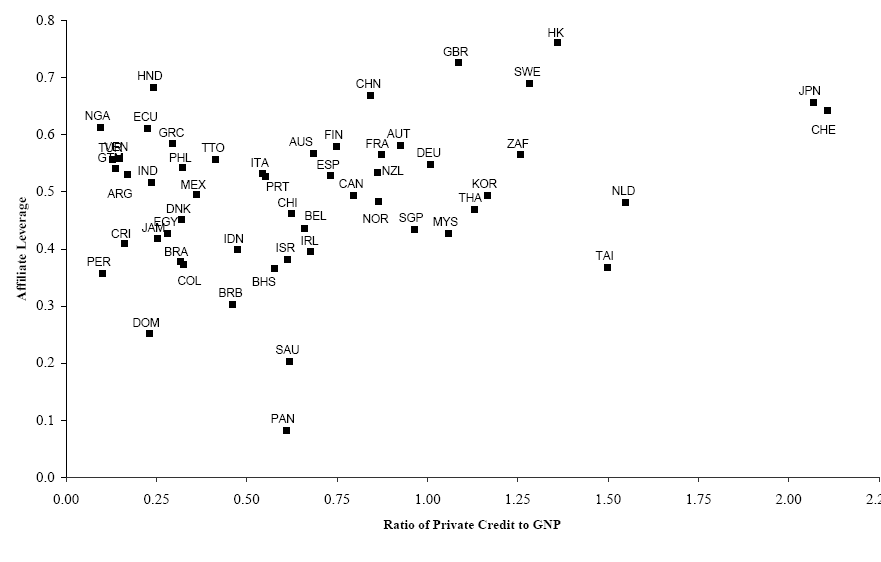 0.8
HK
GBR
SWE
0.7
HND
CHN
JPN
NGA
ECU
CHE
0.6
GRC
AUS
FIN
FRA
AUT
ZAF
TUR
VEN
TTO
DEU
GTM
PHL
ITA
ESP
IND
NZL
ARG
MEX
PRT
CAN
KOR
NLD
0.5
THA
DNK
CHI
NOR
SGP
MYS
EGY
BEL
JAM
CRI
IDN
IRL
0.4
ISR
BRA
TAI
PER
COL
BHS
BRB
0.3
DOM
SAU
0.2
PAN
0.1
0.0
0.00 0.25 0.50 0.75 1.00 1.25 1.50 1.75 2.00 2.2
Affiliate Leverage
Ratio of Private Credit to GNP